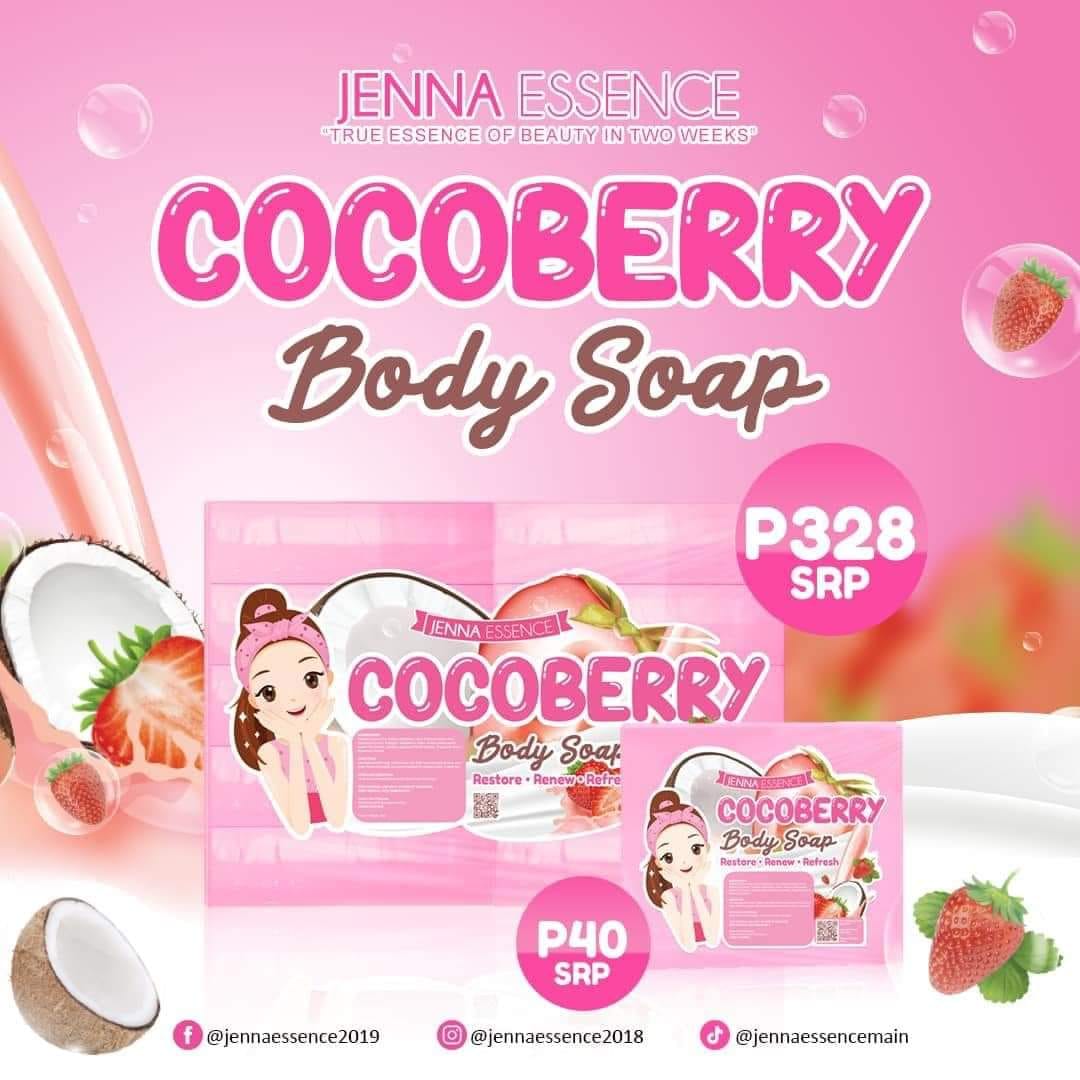 JENNA ESSENCE
"TRUE ESSENCE OF BEAUTY IN TWO WEEKS"
COCOBERRY
Body Soap
P328
SRP
JENNA ESSENCE
COCOBERRY
Body Soap
Restore • Renew • Refre
JENNA ESSENCE
COCOBERRY
Body Soap
Restore • Renew • Refresh
P40
SRP
@jennaessence2019
@jennaessence2018
@jennaessencemain